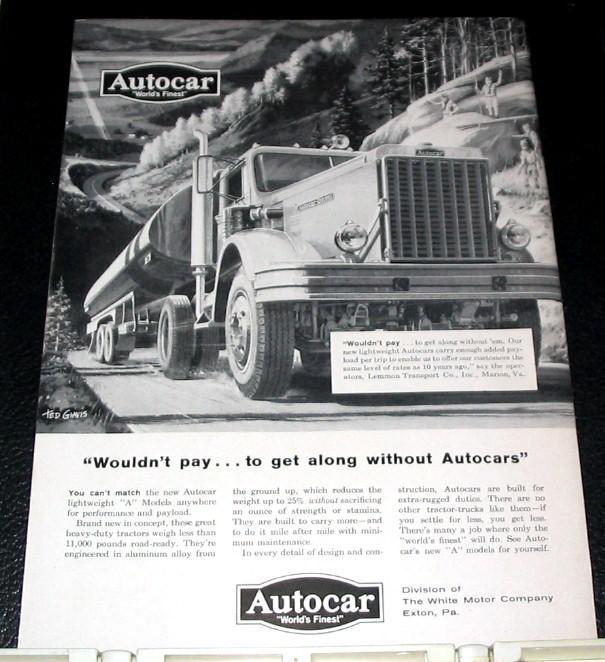 Autocar
"World's Finest"
Autocar
"Wouldn't pay . . . to get along without 'em. Our
new lightweight Autocars carry enough added pay-
load per trip to enable us to offer our customers the
same level of rates as 10 years ago," say the oper-
ators, Lemmon Transport Co., Inc., Marion, Va.
TED GIAVIS
"Wouldn't pay . . . to get along without Autocars"
You can't match the new Autocar
lightweight "A" Models anywhere
for performance and payload.
Brand new in concept, these great
heavy-duty tractors weigh less than
11,000 pounds road-ready. They're
engineered in aluminum alloy from
the ground up, which reduces the
weight up to 25% without sacrificing
an ounce of strength or stamina.
They are built to carry more—and
to do it mile after mile with mini-
mum maintenance.
In every detail of design and con-
struction, Autocars are built for
extra-rugged duties. There are no
other tractor-trucks like them—if
you settle for less, you get less.
There's many a job where only the
"world's finest" will do. See Auto-
car's new "A" models for yourself.
Autocar
"World's Finest"
Division of
The White Motor Company
Exton, Pa.